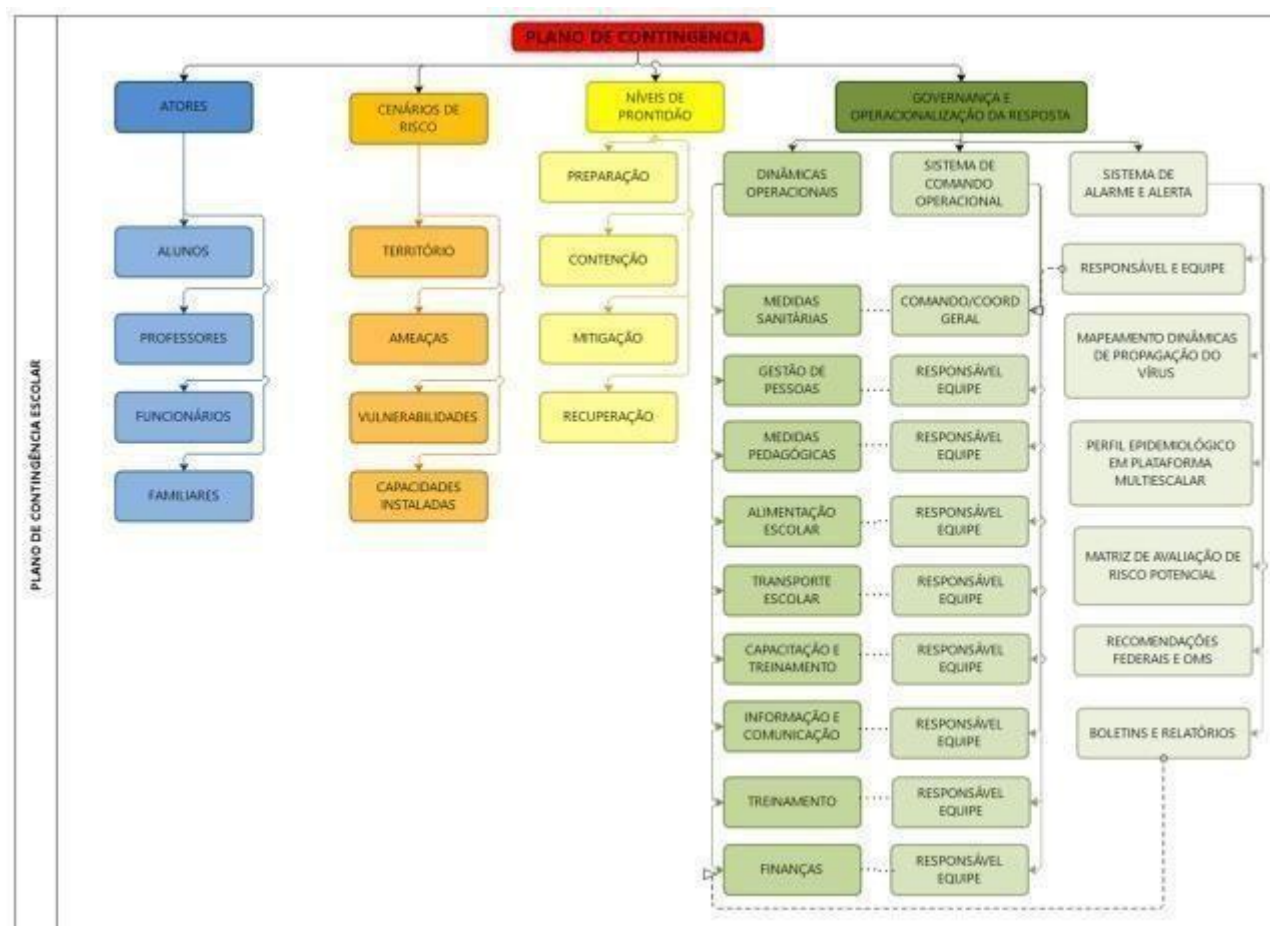 PLANO DE CONTINGÊNCIA ESCOLAR
PLANO DE CONTINGÊNCIA
ATORES
ALUNOS
PROFESSORES
FUNCIONÁRIOS
FAMILIARES
CENÁRIOS DE
RISCO
TERRITÓRIO
AMEAÇAS
VULNERABILIDADES
CAPACIDADES
INSTALADAS
NÍVEIS DE
PRONTIDÃO
PREPARAÇÃO
CONTENÇÃO
MITIGAÇÃO
RECUPERAÇÃO
GOVERNANÇA E
OPERACIONALIZAÇÃO DA RESPOSTA
DINÂMICAS
OPERACIONAIS
MEDIDAS
SANITÁRIAS
GESTÃO DE
PESSOAS
MEDIDAS
PEDAGÓGICAS
ALIMENTAÇÃO
ESCOLAR
TRANSPORTE
ESCOLAR
CAPACITAÇÃO E
TREINAMENTO
INFORMAÇÃO E
COMUNICAÇÃO
TREINAMENTO
FINANÇAS
SISTEMA DE
COMANDO
OPERACIONAL
COMANDO/COORD
GERAL
RESPONSÁVEL
EQUIPE
RESPONSÁVEL
EQUIPE
RESPONSÁVEL
EQUIPE
RESPONSÁVEL
EQUIPE
RESPONSÁVEL
EQUIPE
RESPONSÁVEL
EQUIPE
RESPONSÁVEL
EQUIPE
RESPONSÁVEL
EQUIPE
SISTEMA DE
ALARME E ALERTA
RESPONSÁVEL E EQUIPE
MAPEAMENTO DINÂMICAS
DE PROPAGAÇÃO DO
VÍRUS
PERFIL EPIDEMIOLÓGICO
EM PLATAFORMA
MULTIESCALAR
MATRIZ DE AVALIAÇÃO DE
RISCO POTENCIAL
RECOMENDAÇÕES
FEDERAIS E OMS
BOLETINS E RELATÓRIOS